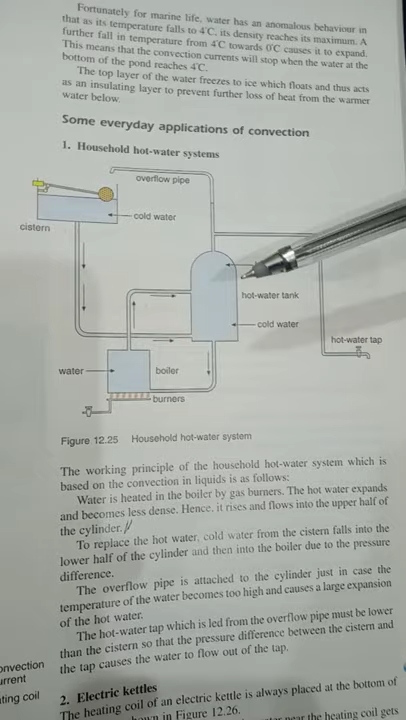 Fortunately for marine life, water has an anomalous behaviour in
that as its temperature falls to 4°C, its density reaches its maximum. A
further fall in temperature from 4°C towards 0°C causes it to expand.
This means that the convection currents will stop when the water at the
bottom of the pond reaches 4°C.
The top layer of the water freezes to ice which floats and thus acts
as an insulating layer to prevent further loss of heat from the warmer
water below.
Some everyday applications of convection
1. Household hot-water systems
overflow pipe
cold water
cistern
hot-water tank
cold water
hot-water tap
water
boiler
burners
Figure 12.25 Household hot-water system
The working principle of the household hot-water system which is
based on the convection in liquids is as follows:
Water is heated in the boiler by gas burners. The hot water expands
and becomes less dense. Hence, it rises and flows into the upper half of
the cylinder.
To replace the hot water, cold water from the cistern falls into the
lower half of the cylinder and then into the boiler due to the pressure
difference.
The overflow pipe is attached to the cylinder just in case the
temperature of the water becomes too high and causes a large expansion
of the hot water.
The hot-water tap which is led from the overflow pipe must be lower
than the cistern so that the pressure difference between the cistern and
the tap causes the water to flow out of the tap.
2. Electric kettles
The heating coil of an electric kettle is always placed at the bottom of
in Figure 12.26.
the heating coil gets